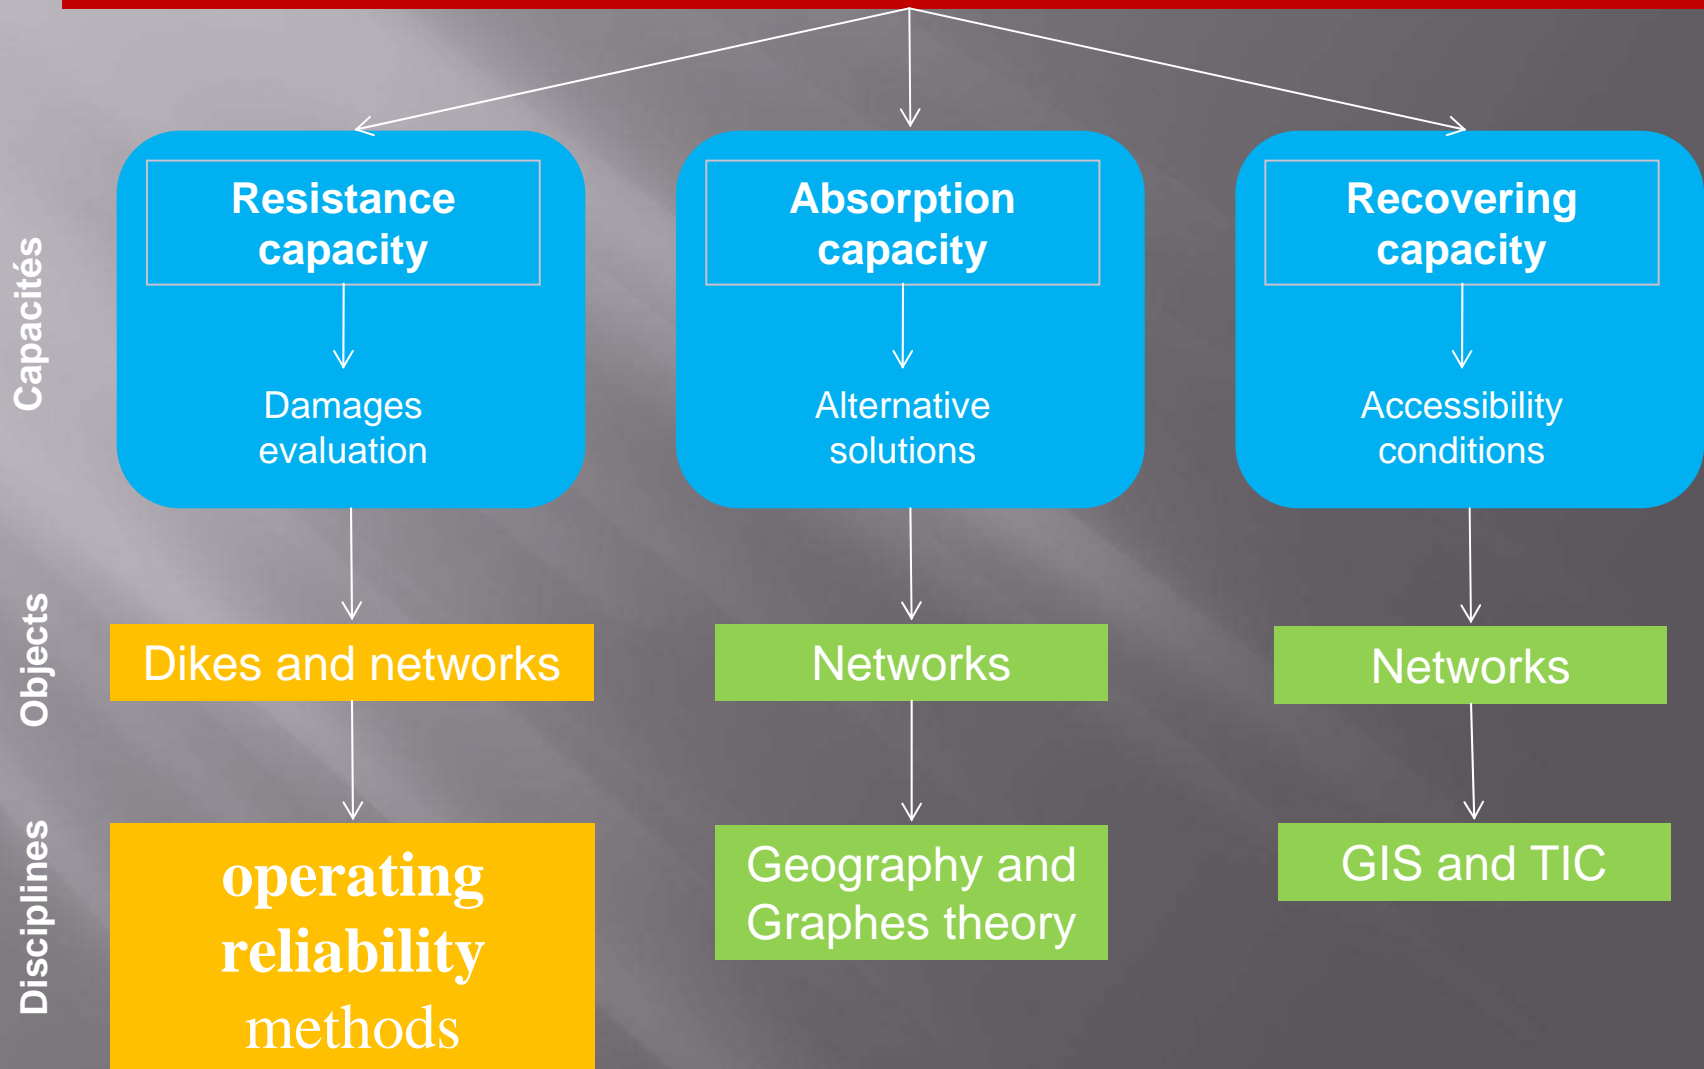 Capacités
Resistance
capacity
Damages
evaluation
Absorption
capacity
Alternative
solutions
Recovering
capacity
Accessibility
conditions
Objects
Dikes and networks
Networks
Networks
Disciplines
operating
reliability
methods
Geography and
Graphes theory
GIS and TIC